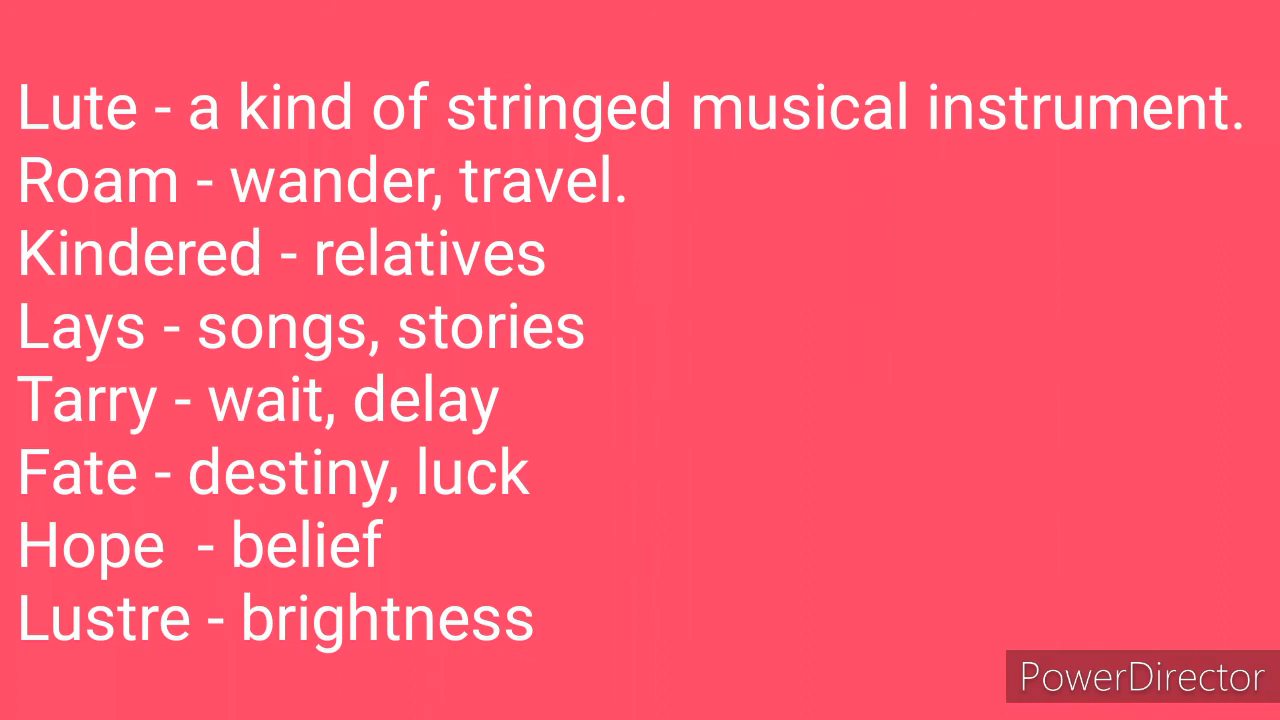 Lute - a kind of stringed musical instrument.
Roam - wander, travel.
Kindered - relatives
Lays - songs, stories
Tarry - wait, delay
Fate - destiny, luck
Hope  - belief
Lustre - brightness
PowerDirector